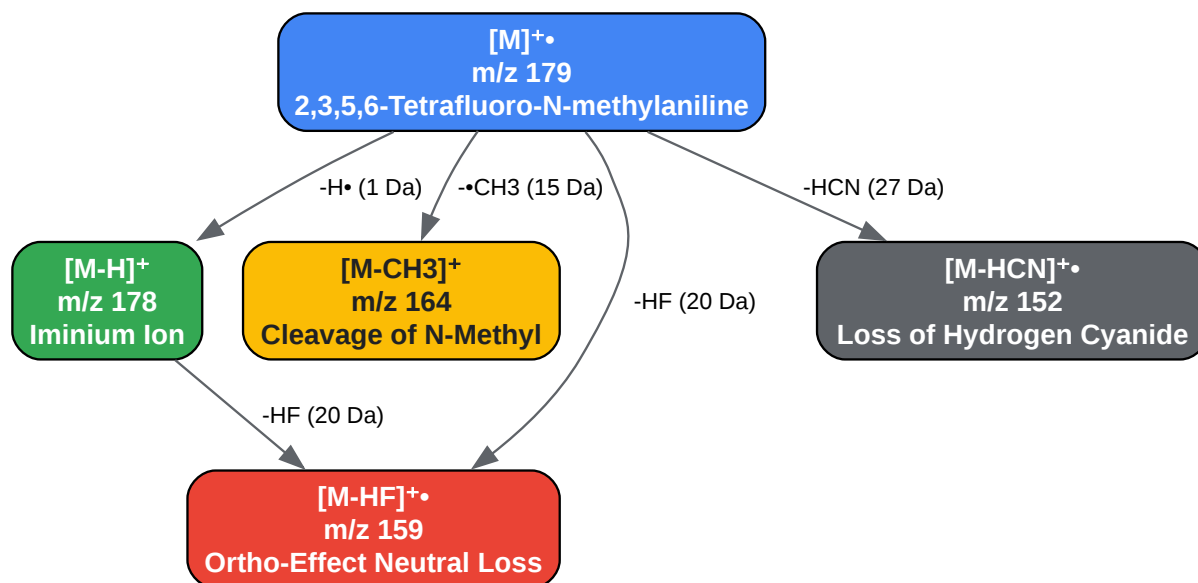 [M]⁺•
m/z 179
2,3,5,6-Tetrafluoro-N-methylaniline
-H• (1 Da)
-•CH3 (15 Da)
-HCN (27 Da)
[M-H]⁺
m/z 178
Iminium Ion
[M-CH3]⁺
m/z 164
Cleavage of N-Methyl
-HF (20 Da)
[M-HCN]⁺•
m/z 152
Loss of Hydrogen Cyanide
-HF (20 Da)
[M-HF]⁺•
m/z 159
Ortho-Effect Neutral Loss